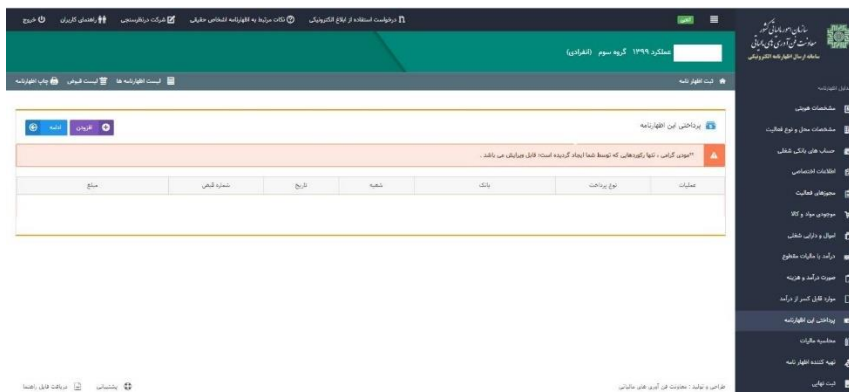 سازمان امور مالیاتی کشور
معاونت فن آوری های مالیاتی
سامانه ارسال اظهارنامه الکترونیکی
درخواست استفاده از ابلاغ الکترونیکی
نکات مرتبط به اظهارنامه اشخاص حقیقی
شرکت درنظرسنجی
راهنمای کاربران
خروج
عملکرد ۱۳۹۹ گروه سوم (انفرادی)
ثبت اظهار نامه
لیست اظهارنامه ها
لیست قبوض
چاپ اظهارنامه
مشخصات هویتی
مشخصات محل و نوع فعالیت
حساب های بانکی شغلی
اطلاعات اختصاصی
مجوزهای فعالیت
موجودی مواد و کالا
اموال و دارایی شغلی
درآمد با مالیات مقطوع
صورت درآمد و هزینه
موارد قابل کسر از درآمد
پرداختی این اظهارنامه
محاسبه مالیات
تهیه کننده اظهار نامه
ثبت نهایی
پرداختی این اظهارنامه
افزودن
ادامه
**مودی گرامی ، تنها رکوردهایی که توسط شما ایجاد گردیده است؛ قابل ویرایش می باشد .
عملیات
نوع پرداخت
بانک
شعبه
تاریخ
شماره قبض
مبلغ
طراحی و تولید : معاونت فن آوری های مالیاتی
پشتیبانی
دریافت فایل راهنما